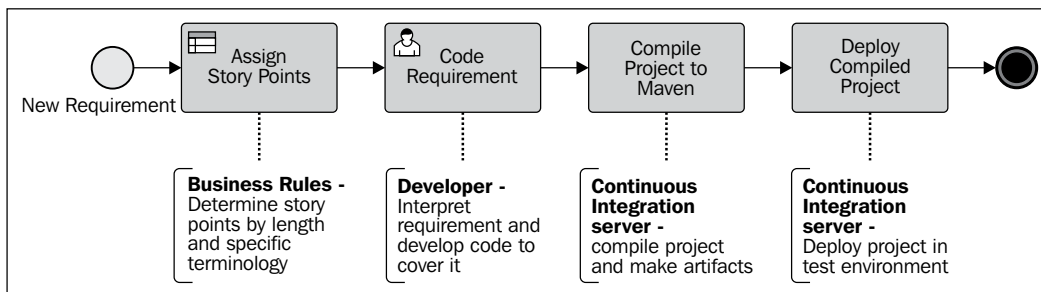 New Requirement
Assign
Story Points
Code
Requirement
Compile
Project to
Maven
Deploy
Compiled
Project
Business Rules -
Determine story
points by length
and specific
terminology
Developer -
Interpret
requirement and
develop code to
cover it
Continuous
Integration
server -
compile project
and make artifacts
Continuous
Integration
server -
Deploy project in
test environment